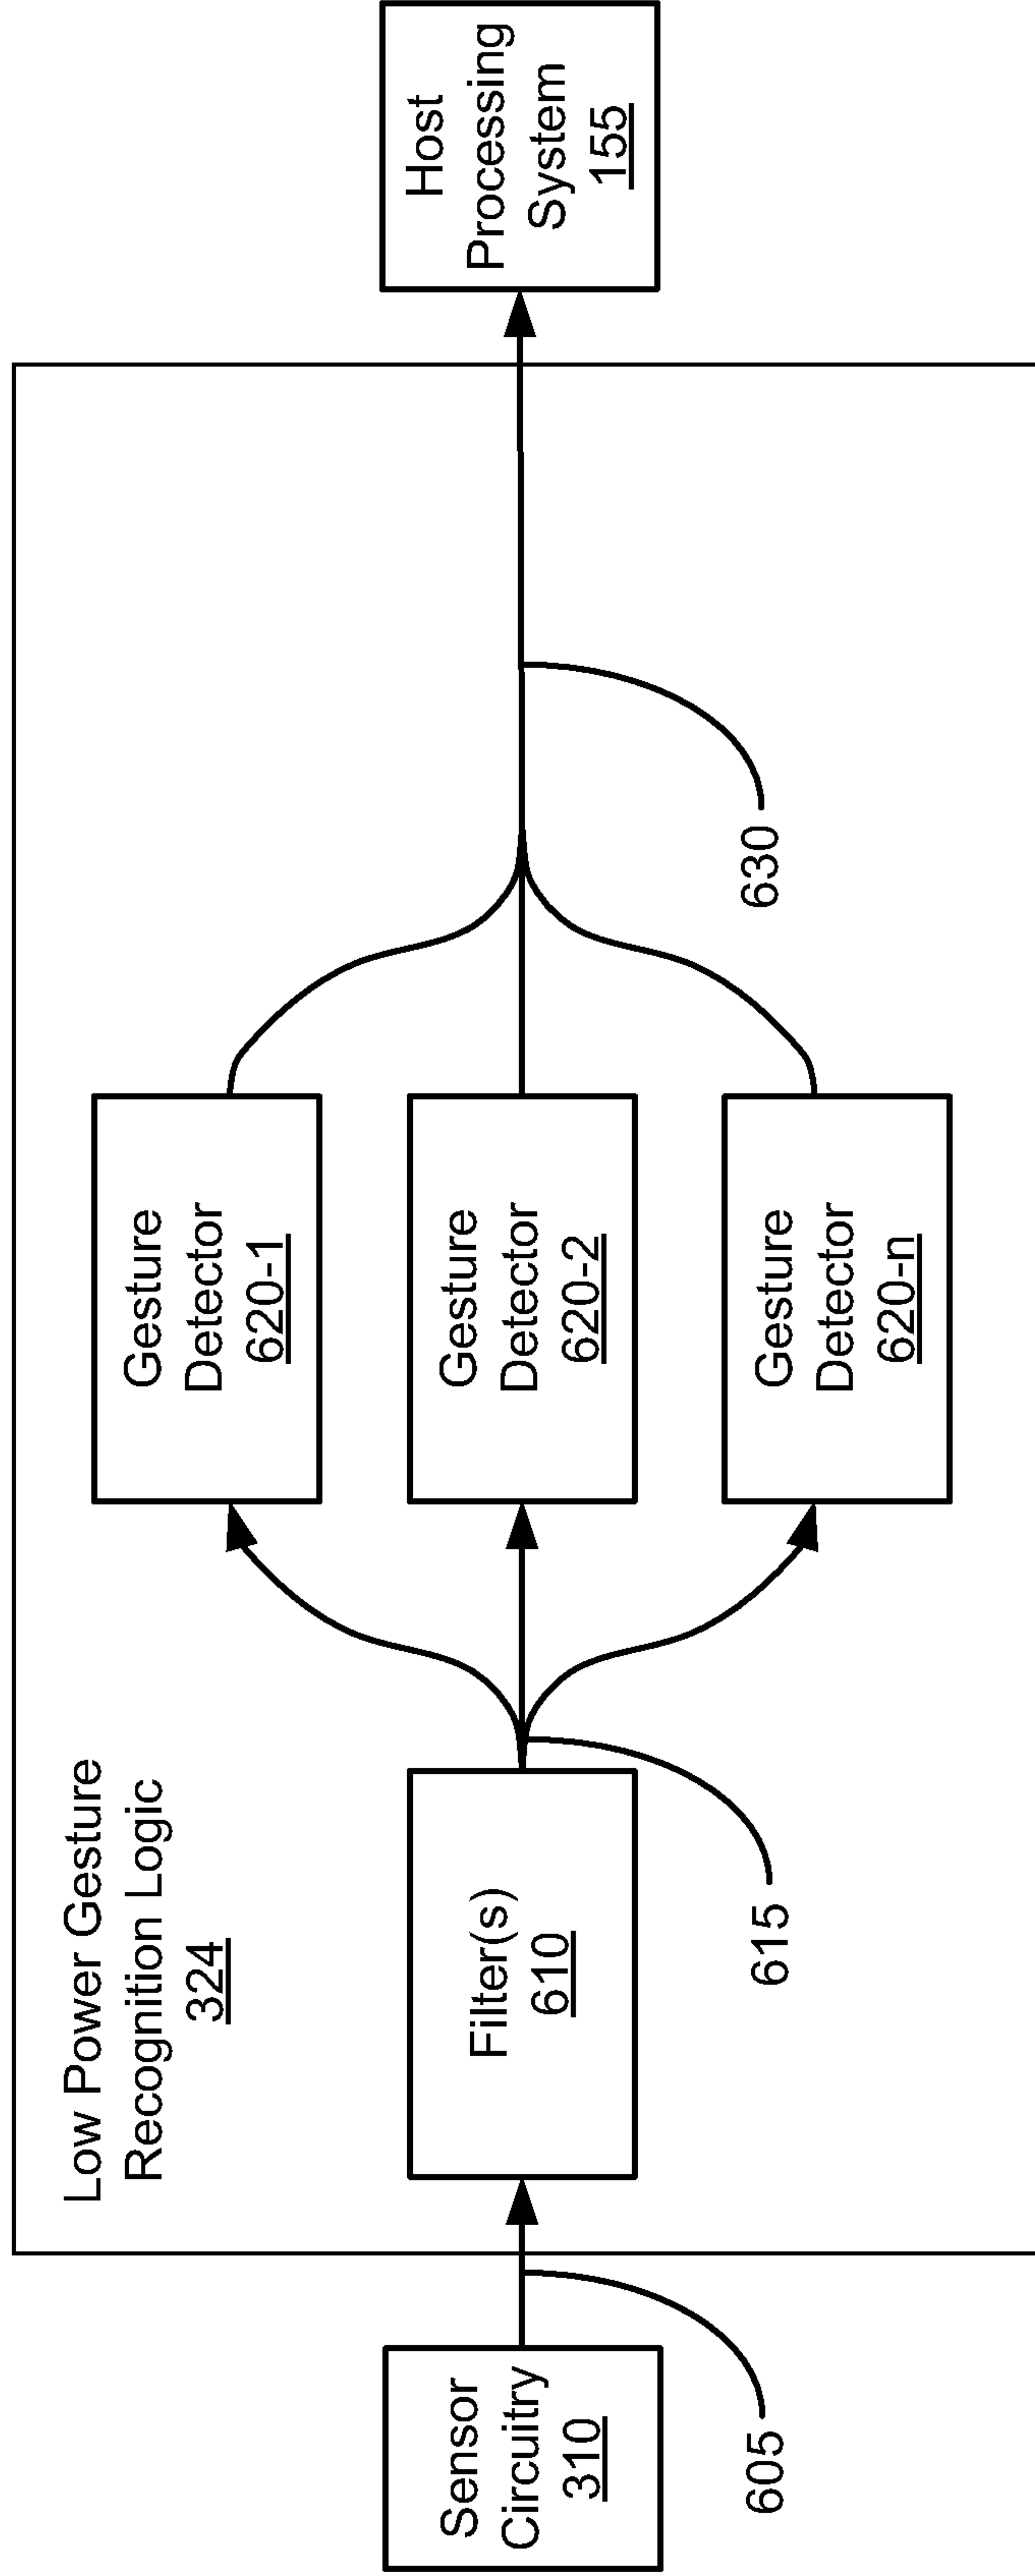 Low Power Gesture
Recognition Logic
324
Sensor
Circuitry
310
605
Filter(s)
610
615
Gesture
Detector
620-1
Gesture
Detector
620-2
Gesture
Detector
620-n
630
Host
Processing
System
155